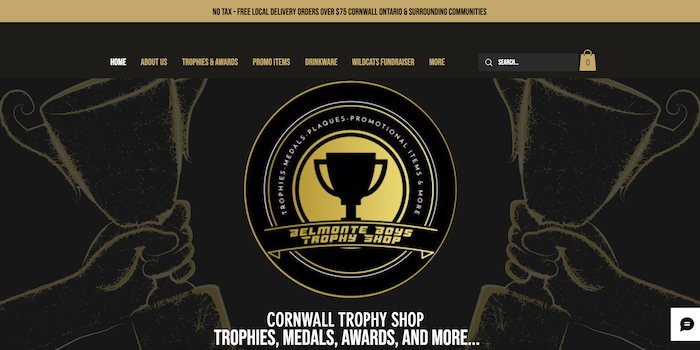 NO TAX - FREE LOCAL DELIVERY ORDERS OVER $75 CORNWALL ONTARIO & SURROUNDING COMMUNITIES
HOME ABOUT US TROPHIES & AWARDS PROMO ITEMS DRINKWARE WILDCATS FUNDRAISER MORE SEARCH... 0
TROPHIES·MEDALS·PLAQUES·PROMOTIONAL ITEMS & MORE
BELMONTE BOYS
TROPHY SHOP
CORNWALL TROPHY SHOP
TROPHIES, MEDALS, AWARDS, AND MORE...